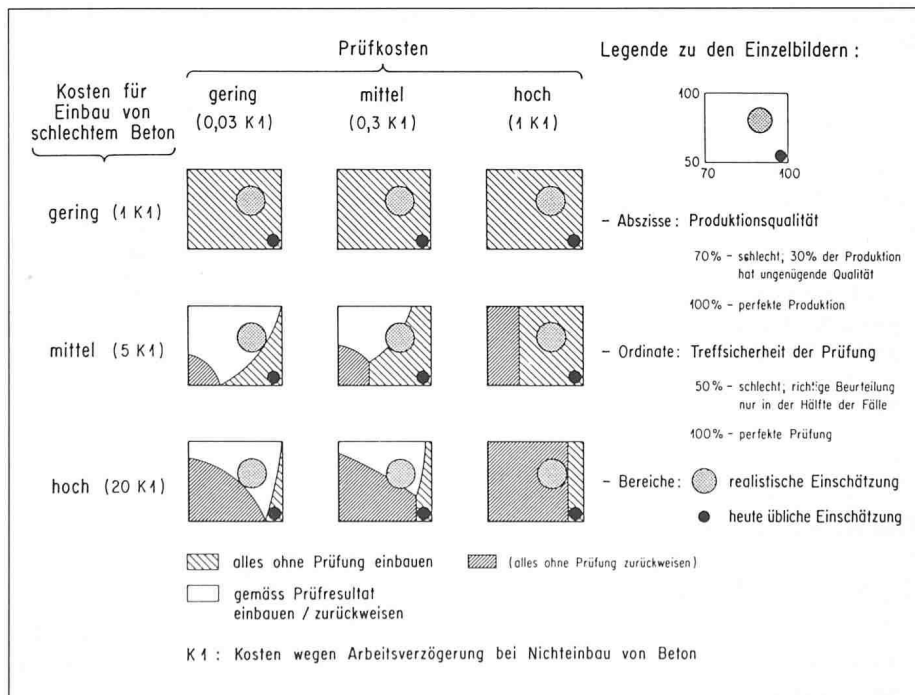 Prüfkosten
Kosten für
Einbau von
schlechtem Beton
gering
(0,03 K1)
mittel
(0,3 K1)
hoch
(1 K1)
gering (1 K1)
mittel (5 K1)
hoch (20 K1)
alles ohne Prüfung einbauen
(alles ohne Prüfung zurückweisen)
gemäss Prüfresultat
einbauen / zurückweisen
K1 : Kosten wegen Arbeitsverzögerung bei Nichteinbau von Beton
Legende zu den Einzelbildern :
100
50
70
100
– Abszisse : Produktionsqualität
70% – schlecht, 30% der Produktion
hat ungenügende Qualität
100% – perfekte Produktion
– Ordinate : Treffsicherheit der Prüfung
50% – schlecht, richtige Beurteilung
nur in der Hälfte der Fälle
100% – perfekte Prüfung
– Bereiche : realistische Einschätzung
heute übliche Einschätzung